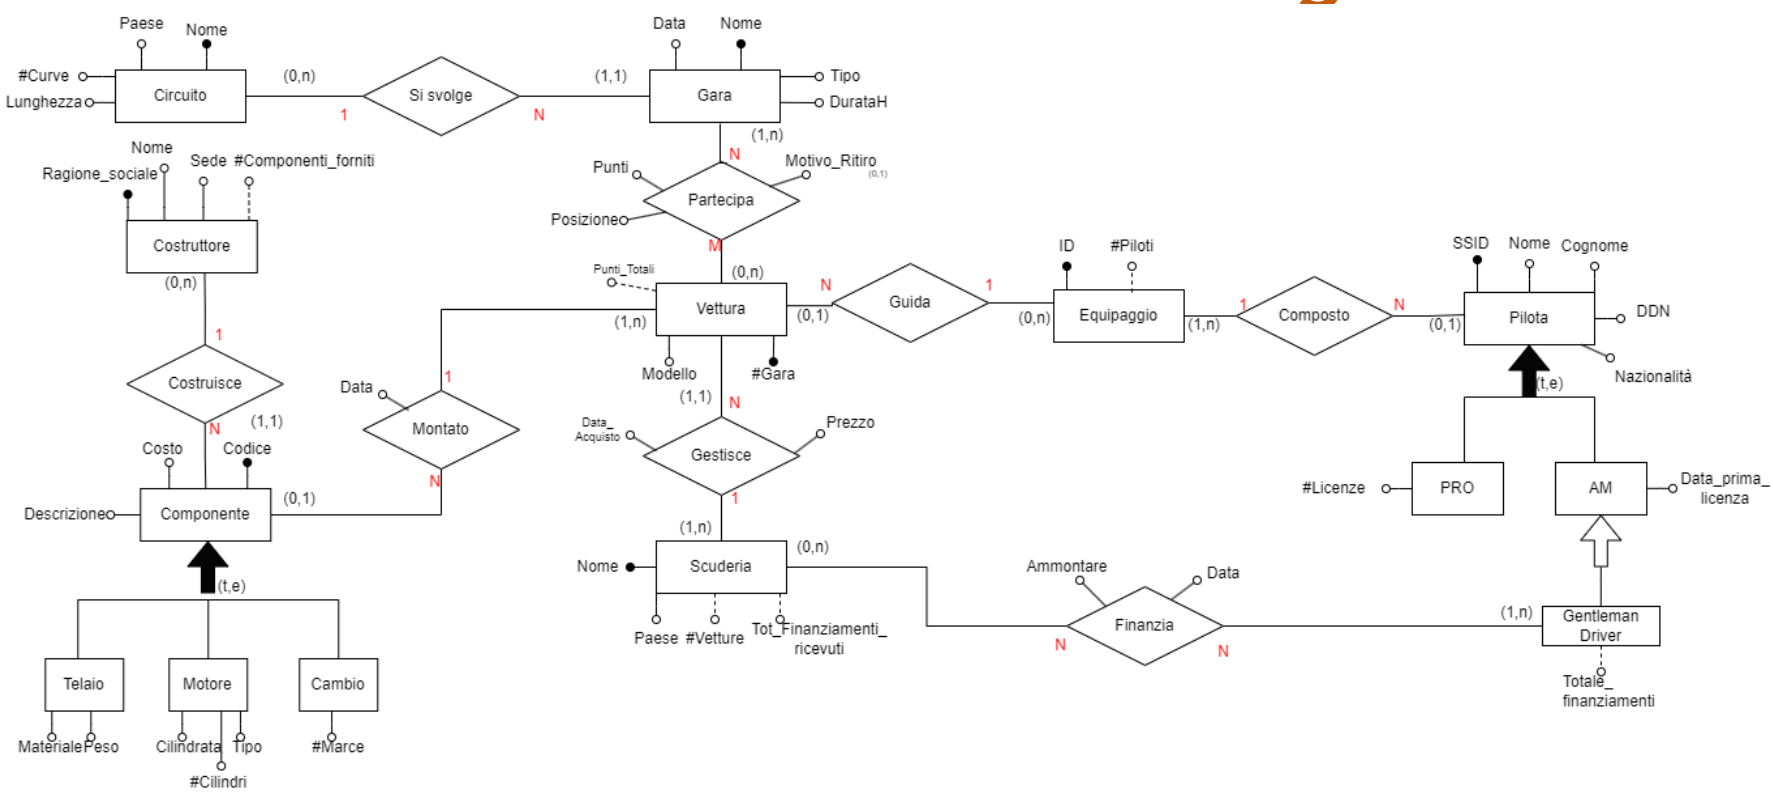 Paese
Nome
Data
Nome
#Curve
(0,n)
(1,1)
Tipo
Circuito
Si svolge
Gara
Lunghezza
DurataH
1
N
(1,n)
Nome
N
Sede
#Componenti_forniti
Punti
Motivo_Ritiro
(0,1)
Ragione_sociale
Partecipa
Posizione
Costruttore
M
ID
#Piloti
SSID
Nome
Cognome
Punti_Totali
(0,n)
(0,n)
N
Guida
1
Vettura
(0,1)
(0,n)
Equipaggio
(1,n)
1
Composto
N
(0,1)
Pilota
DDN
(1,n)
1
Modello
#Gara
Nazionalità
(t,e)
Costruisce
Data
1
(1,1)
N
(1,1)
N
Montato
Data_
Acquisto
Prezzo
Gestisce
Costo
Codice
N
1
#Licenze
PRO
AM
Data_prima_
licenza
(0,1)
Descrizione
Componente
(1,n)
(0,n)
Nome
Scuderia
Ammontare
Data
(t,e)
(1,n)
Gentleman
Driver
Finanzia
N
N
Paese
#Vetture
Tot_Finanziamenti_
ricevuti
Telaio
Motore
Cambio
Totale_
finanziamenti
Materiale
Peso
Cilindrata
Tipo
#Marce
#Cilindri